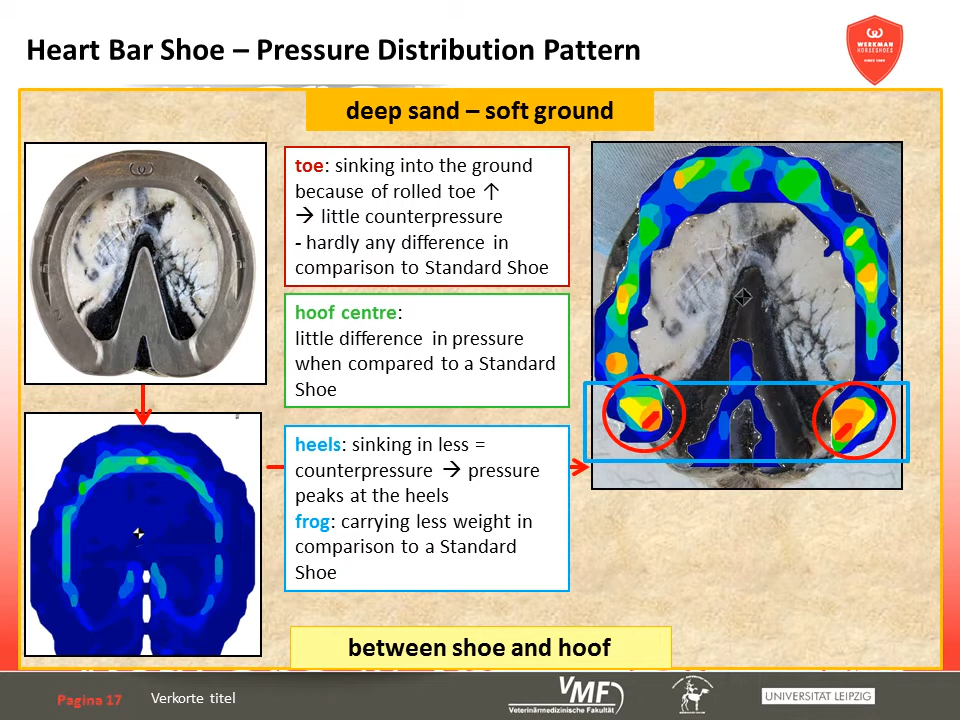 Heart Bar Shoe – Pressure Distribution Pattern
WERKMAN
HORSESHOES
deep sand – soft ground
toe: sinking into the ground
because of rolled toe ↑
→ little counterpressure
- hardly any difference in
comparison to Standard Shoe
hoof centre:
little difference in pressure
when compared to a Standard
Shoe
heels: sinking in less =
counterpressure → pressure
peaks at the heels
frog: carrying less weight in
comparison to a Standard
Shoe
between shoe and hoof
Pagina 17
Verkorte titel
VMF
Veterinärmedizinische Fakultät
UNIVERSITÄT LEIPZIG